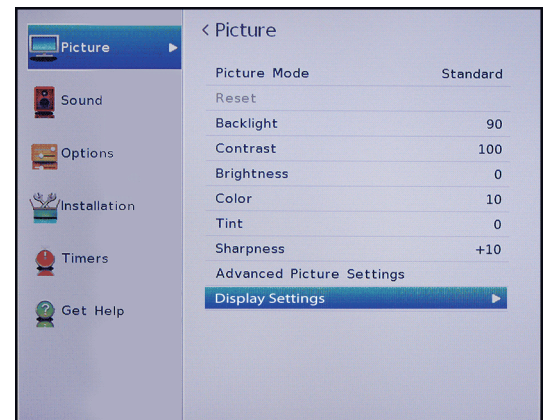 Picture
Sound
Options
Installation
Timers
Get Help
< Picture
Picture Mode Standard
Reset
Backlight 90
Contrast 100
Brightness 0
Color 10
Tint 0
Sharpness +10
Advanced Picture Settings
Display Settings